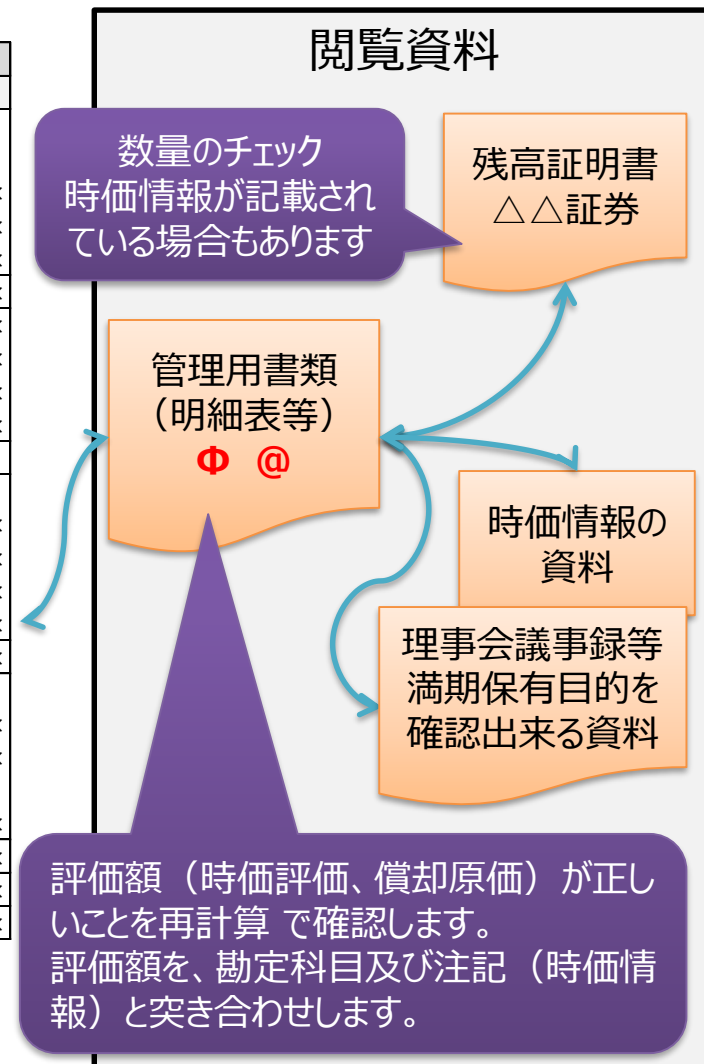 閲覧資料
数量のチェック
時価情報が記載され
ている場合もあります
残高証明書
△△証券
管理用書類
（明細表等）
Φ @
時価情報の
資料
理事会議事録等
満期保有目的を
確認出来る資料
評価額（時価評価、償却原価）が正し
いことを再計算 で確認します。
評価額を、勘定科目及び注記（時価情
報）と突き合わせします。